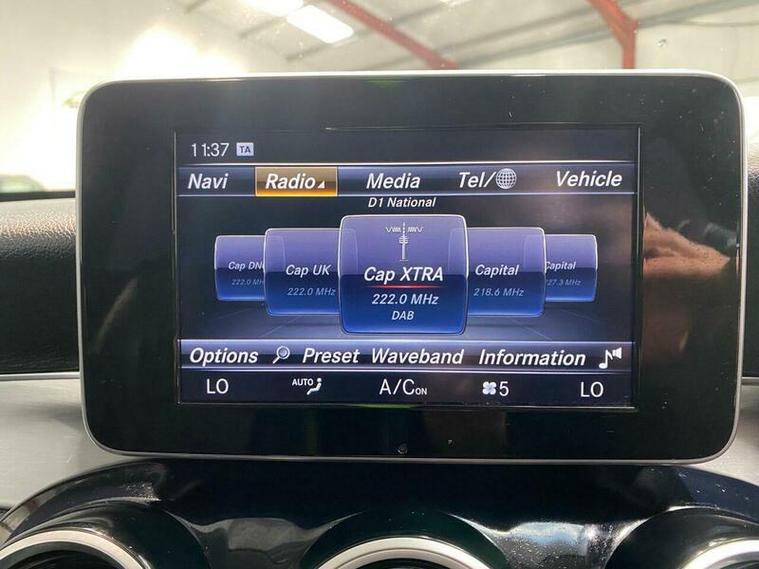 11:37 TA
Navi Radio Media Tel/ Vehicle
D1 National
Cap UK Cap XTRA Capital
222.0 MHz 222.0 MHz 218.6 MHz
DAB
Options Preset Waveband Information
LO AUTO A/C ON 5 LO